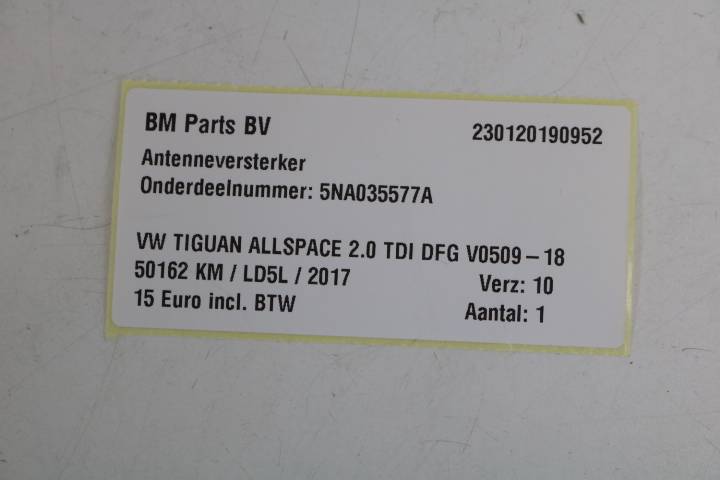 BM Parts BV 230120190952
Antenneversterker
Onderdeelnummer: 5NA035577A
VW TIGUAN ALLSPACE 2.0 TDI DFG V0509-18
50162 KM / LD5L / 2017 Verz: 10
15 Euro incl. BTW Aantal: 1